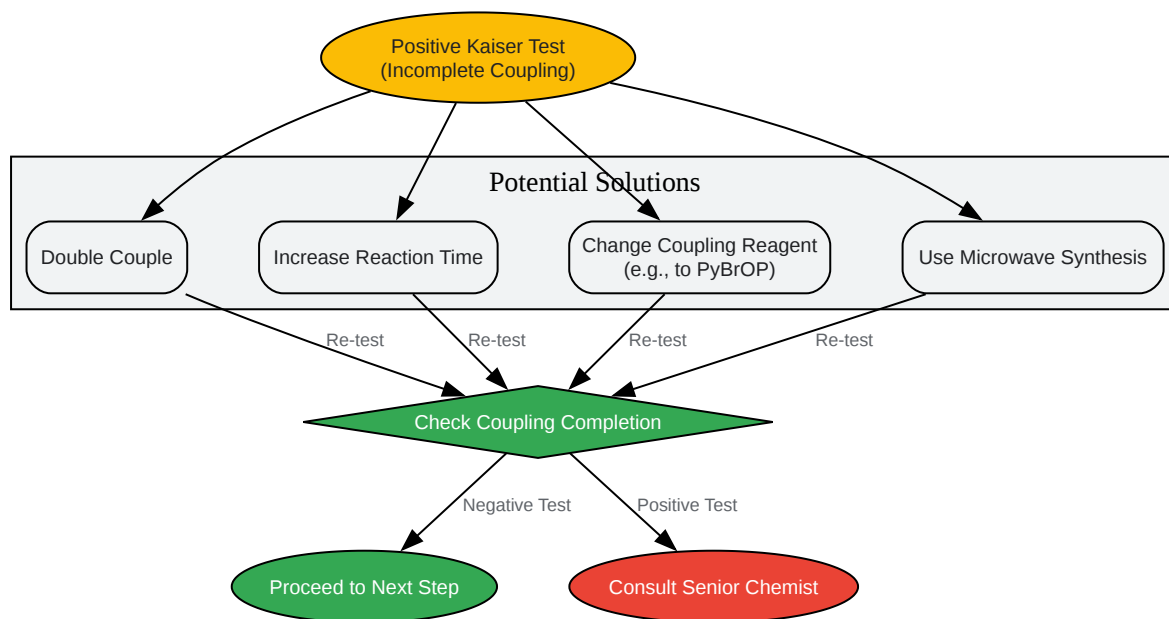 Positive Kaiser Test
(Incomplete Coupling)
Potential Solutions
Double Couple
Increase Reaction Time
Change Coupling Reagent
(e.g., to PyBrOP)
Use Microwave Synthesis
Re-test
Re-test
Re-test
Re-test
Check Coupling Completion
Negative Test
Positive Test
Proceed to Next Step
Consult Senior Chemist